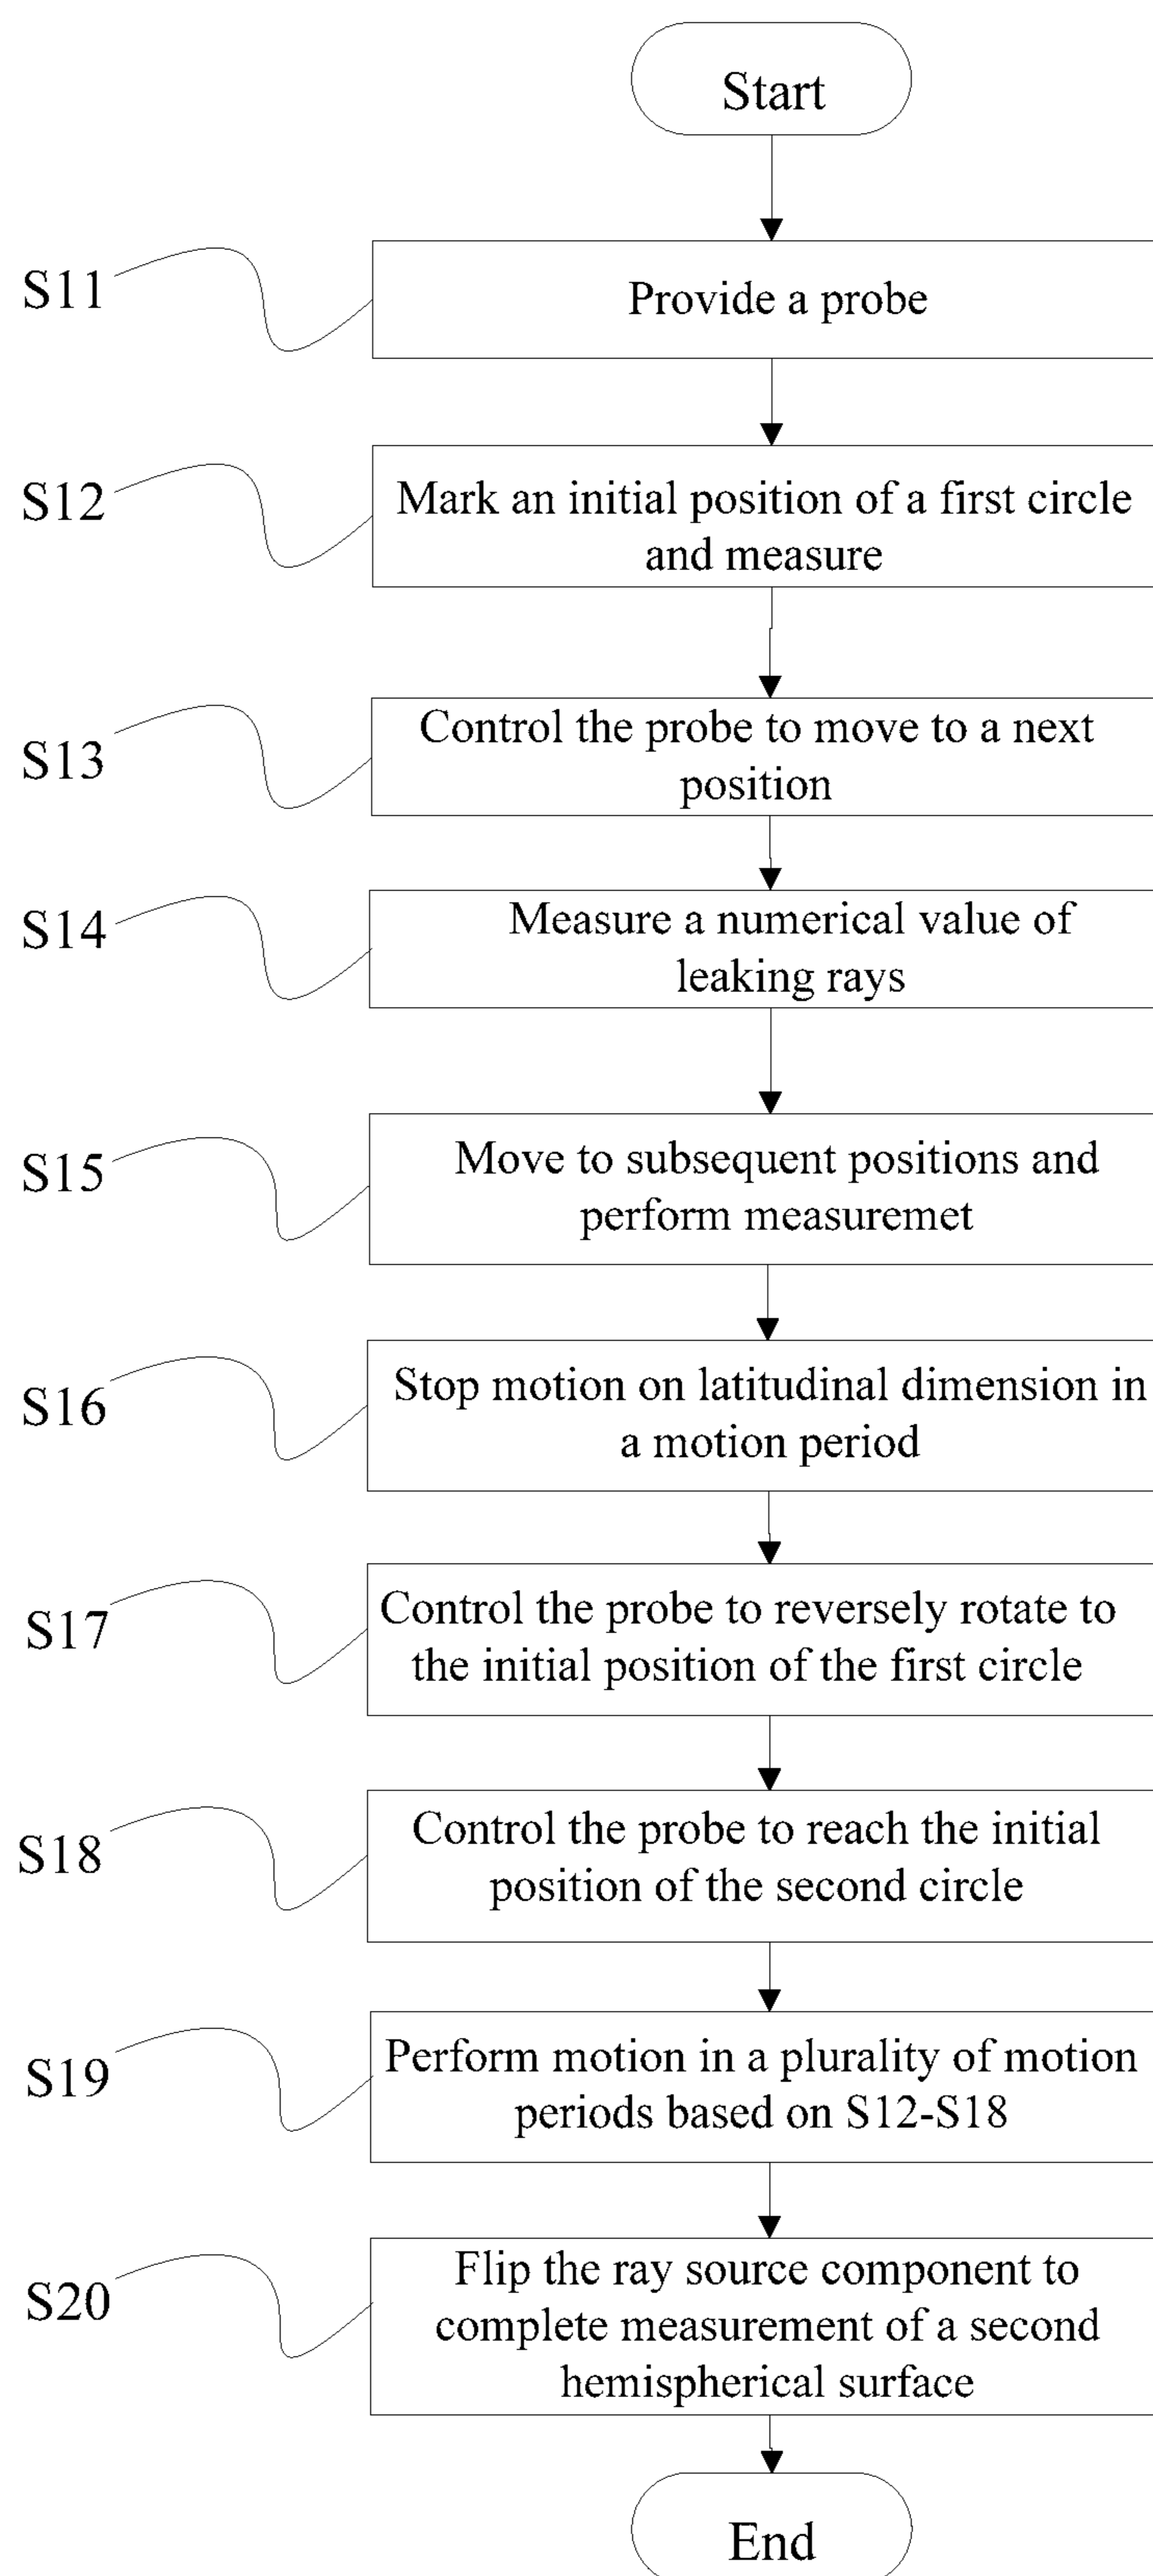 Start
S11
Provide a probe
S12
Mark an initial position of a first circle
and measure
S13
Control the probe to move to a next
position
S14
Measure a numerical value of
leaking rays
S15
Move to subsequent positions and
perform measuremet
S16
Stop motion on latitudinal dimension in
a motion period
S17
Control the probe to reversely rotate to
the initial position of the first circle
S18
Control the probe to reach the initial
position of the second circle
S19
Perform motion in a plurality of motion
periods based on S12-S18
S20
Flip the ray source component to
complete measurement of a second
hemispherical surface
End